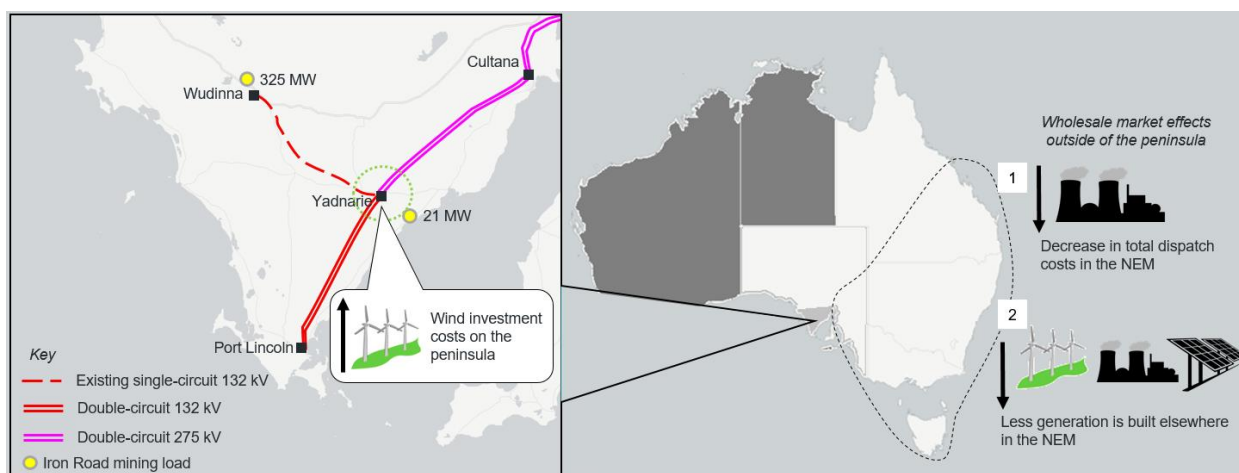 Cultana
325 MW
Wudinna
Yadnarie
21 MW
Wind investment
costs on the
peninsula
Port Lincoln
Key
Existing single-circuit 132 kV
Double-circuit 132 kV
Double-circuit 275 kV
Iron Road mining load
Wholesale market effects
outside of the peninsula
1
Decrease in total dispatch
costs in the NEM
2
Less generation is built elsewhere
in the NEM